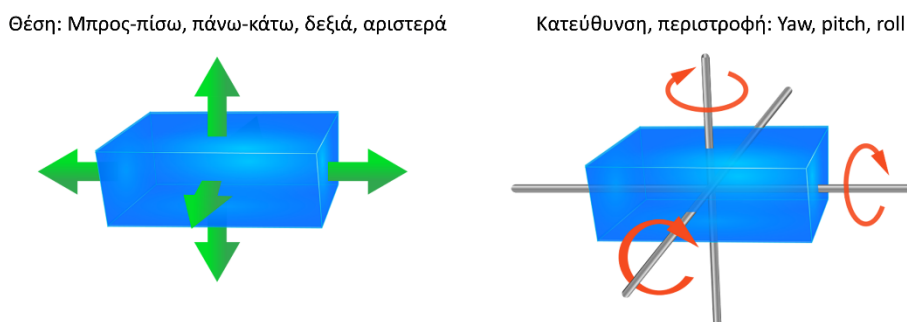 Θέση: Μπρος-πίσω, πάνω-κάτω, δεξιά, αριστερά
Κατεύθυνση, περιστροφή: Yaw, pitch, roll